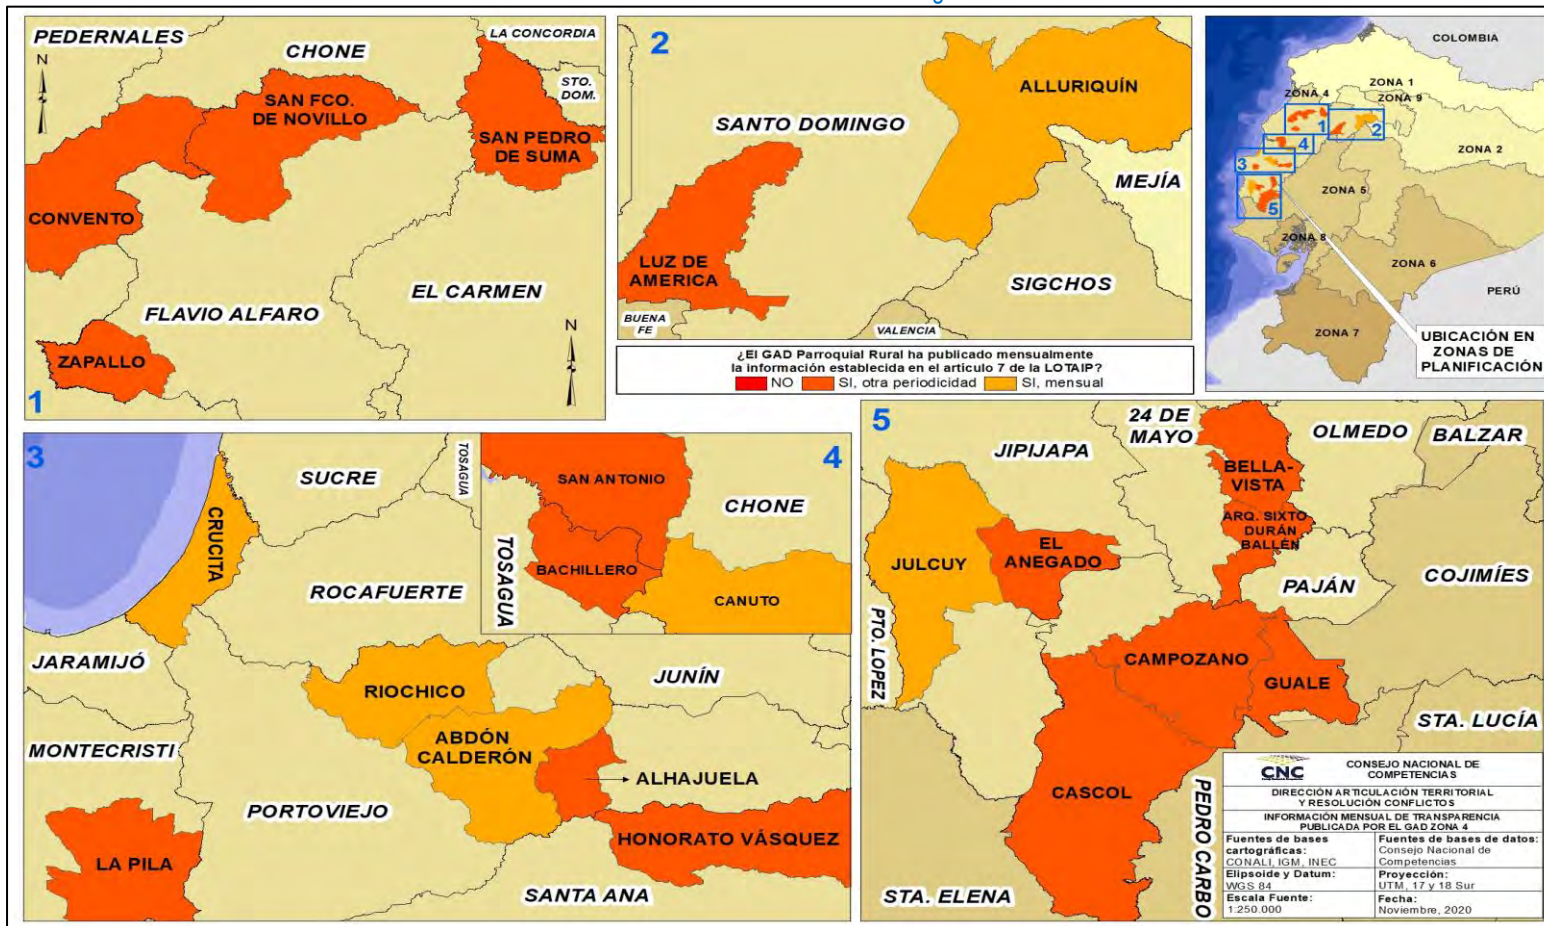 PEDERNALES
CHONE
LA CONCORDIA
N
SAN FCO.
DE NOVILLO
STO.
DOM.
SAN PEDRO
DE SUMA
CONVENTO
EL CARMEN
FLAVIO ALFARO
N
ZAPALLO
1
2
ALLURIQUÍN
SANTO DOMINGO
MEJÍA
LUZ DE
AMERICA
SIGCHOS
BUENA
FE
VALENCIA
¿El GAD Parroquial Rural ha publicado mensualmente
la información establecida en el artículo 7 de la LOTAIP?
NO SI, otra periodicidad SI, mensual
COLOMBIA
ZONA 1
ZONA 4
ZONA 9
1
2
4
ZONA 2
3
ZONA 5
5
ZONA 8
ZONA 6
PERÚ
ZONA 7
UBICACIÓN EN
ZONAS DE
PLANIFICACIÓN
3
SUCRE
TOSAGUA
CRUCITA
ROCAFUERTE
JARAMIJÓ
RIOCHICO
JUNÍN
MONTECRISTI
ABDÓN
CALDERÓN
ALHAJUELA
PORTOVIEJO
HONORATO VÁSQUEZ
LA PILA
SANTA ANA
4
SAN ANTONIO
CHONE
TOSAGUA
BACHILLERO
CANUTO
5
24 DE
MAYO
OLMEDO
BALZAR
JIPIJAPA
BELLA-
VISTA
ARQ. SIXTO
DURÁN
BALLÉN
EL
ANEGADO
JULCUY
PAJÁN
COJIMÍES
PTO. LOPEZ
CAMPOZANO
GUALE
STA. LUCÍA
CASCOL
PEDRO CARBO
STA. ELENA
CNC
CONSEJO NACIONAL DE
COMPETENCIAS
DIRECCIÓN ARTICULACIÓN TERRITORIAL
Y RESOLUCIÓN CONFLICTOS
INFORMACIÓN MENSUAL DE TRANSPARENCIA
PUBLICADA POR EL GAD ZONA 4
Fuentes de bases
cartográficas:
CONALI, IGM, INEC
Fuentes de bases de datos:
Consejo Nacional de
Competencias
Elipsoide y Datum:
WGS 84
Proyección:
UTM, 17 y 18 Sur
Escala Fuente:
1:250.000
Fecha:
Noviembre, 2020